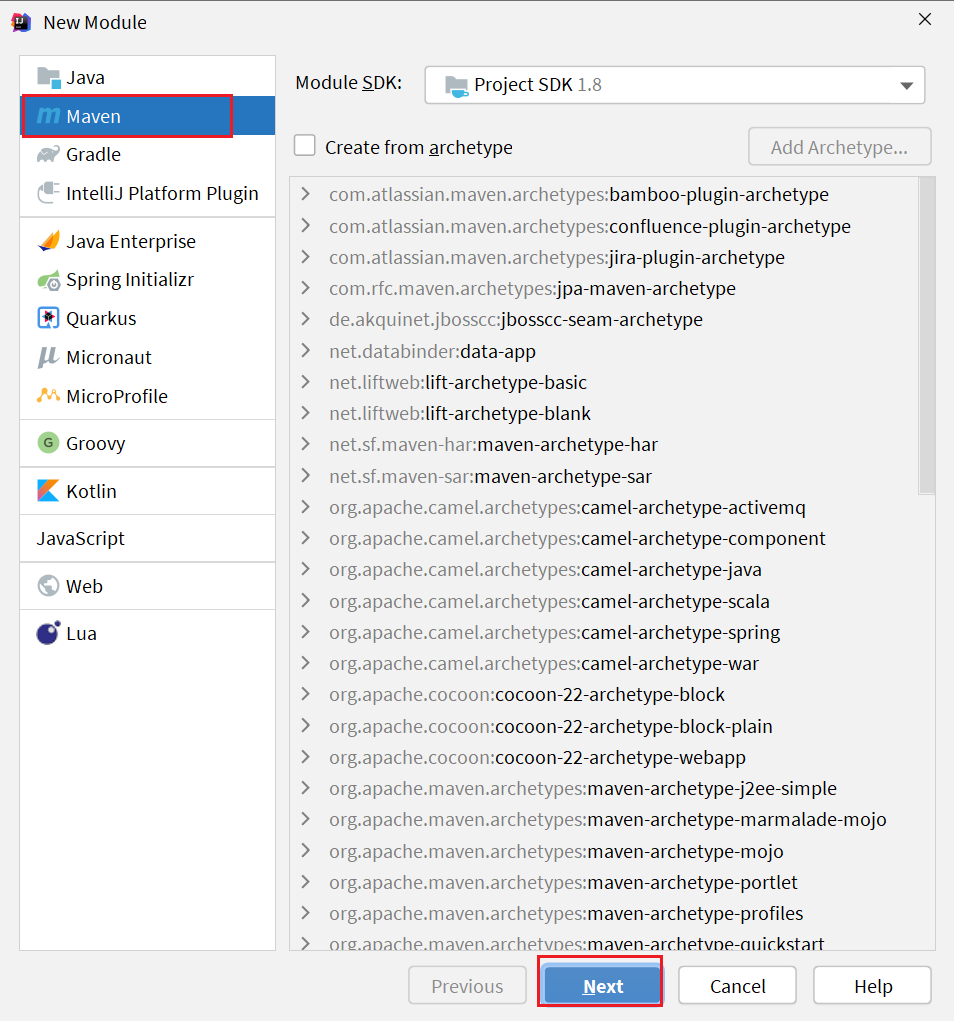 New Module
Java
Maven
Gradle
IntelliJ Platform Plugin
Java Enterprise
Spring Initializr
Quarkus
Micronaut
MicroProfile
Groovy
Kotlin
JavaScript
Web
Lua
Module SDK: Project SDK 1.8
Create from archetype Add Archetype...
com.atlassian.maven.archetypes:bamboo-plugin-archetype
com.atlassian.maven.archetypes:confluence-plugin-archetype
com.atlassian.maven.archetypes:jira-plugin-archetype
com.rfc.maven.archetypes:jpa-maven-archetype
de.akquinet.jbosscc:jbosscc-seam-archetype
net.databinder:data-app
net.liftweb:lift-archetype-basic
net.liftweb:lift-archetype-blank
net.sf.maven-har:maven-archetype-har
net.sf.maven-sar:maven-archetype-sar
org.apache.camel.archetypes:camel-archetype-activemq
org.apache.camel.archetypes:camel-archetype-component
org.apache.camel.archetypes:camel-archetype-java
org.apache.camel.archetypes:camel-archetype-scala
org.apache.camel.archetypes:camel-archetype-spring
org.apache.camel.archetypes:camel-archetype-war
org.apache.cocoon:cocoon-22-archetype-block
org.apache.cocoon:cocoon-22-archetype-block-plain
org.apache.cocoon:cocoon-22-archetype-webapp
org.apache.maven.archetypes:maven-archetype-j2ee-simple
org.apache.maven.archetypes:maven-archetype-marmalade-mojo
org.apache.maven.archetypes:maven-archetype-mojo
org.apache.maven.archetypes:maven-archetype-portlet
org.apache.maven.archetypes:maven-archetype-profiles
org.apache.maven.archetypes:maven-archetype-quickstart
Previous Next Cancel Help